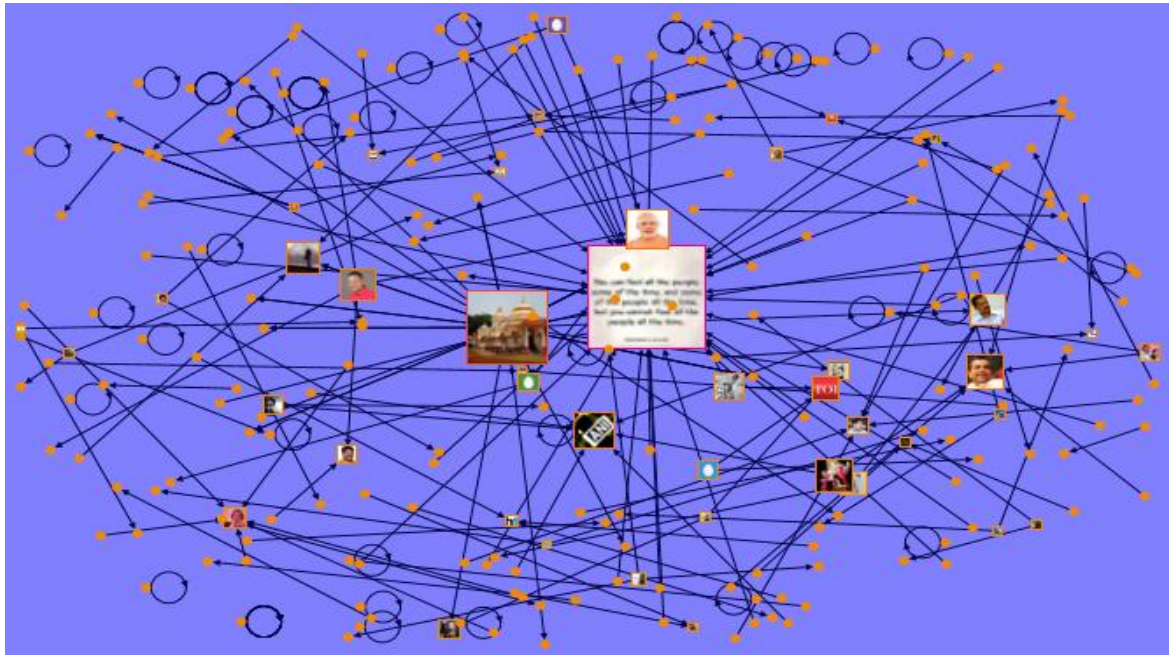 You can fool all the people
some of the time, and some
of the people all the time,
but you cannot fool all the
people all the time.
TOI
ANI